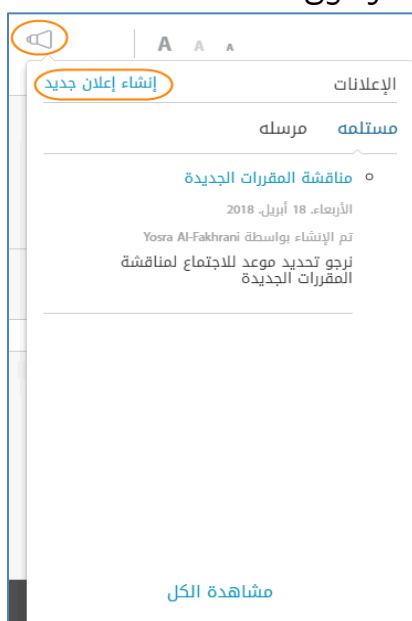 A A A
الإعلانات إنشاء إعلان جديد
مستلمه مرسله
مناقشة المقررات الجديدة
الأربعاء، 18 أبريل، 2018
تم الإنشاء بواسطة Yosra Al-Fakhrani
نرجو تحديد موعد للاجتماع لمناقشة
المقررات الجديدة
مشاهدة الكل